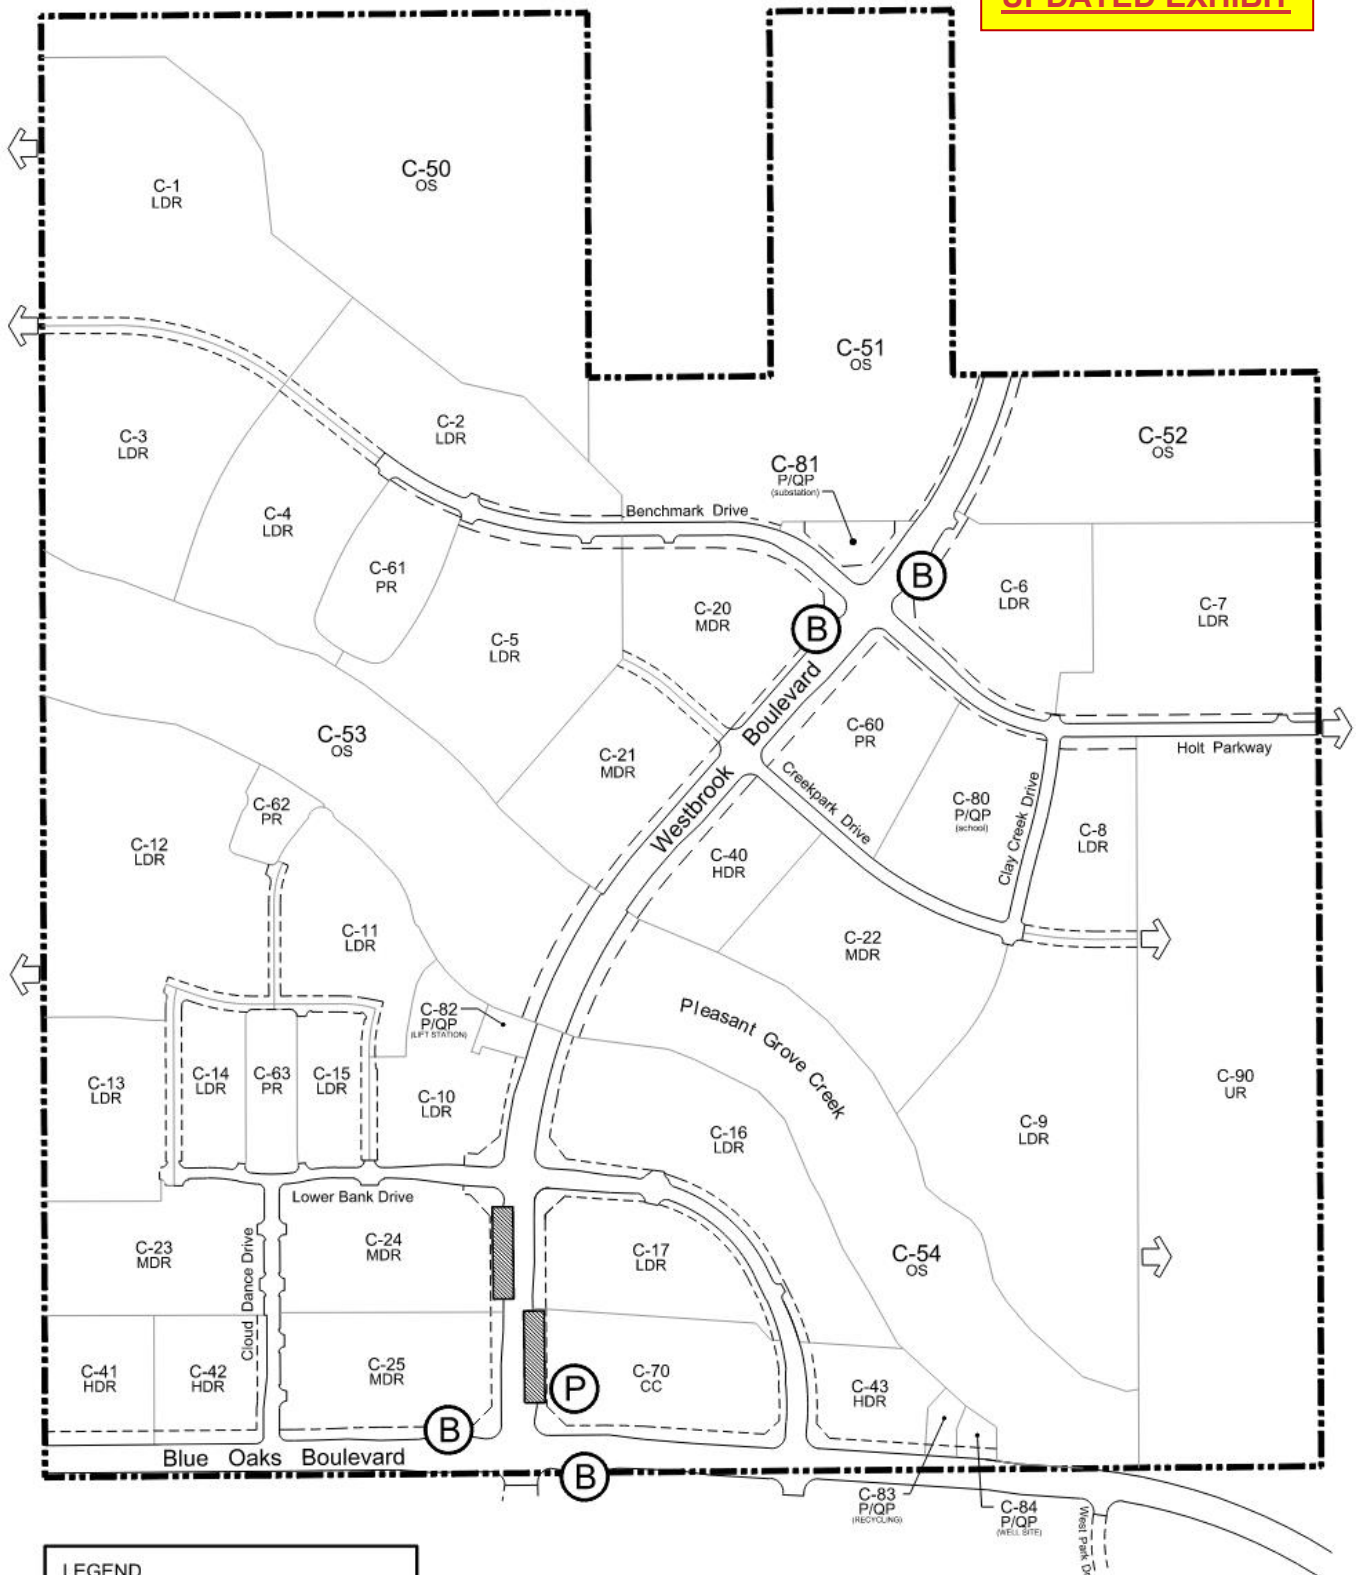 UPDATED EXHIBIT
C-50
OS
C-1
LDR
C-51
OS
C-2
LDR
C-3
LDR
C-52
OS
C-81
P/QP
(substation)
Benchmark Drive
C-4
LDR
C-61
PR
C-5
LDR
C-20
MDR
B
B
C-6
LDR
C-7
LDR
C-53
OS
C-21
MDR
Westbrook Boulevard
C-60
PR
Creekpark Drive
Holt Parkway
C-80
P/QP
(school)
Clay Creek Drive
C-8
LDR
C-62
PR
C-12
LDR
C-40
HDR
C-11
LDR
C-22
MDR
C-82
P/QP
(LIFT STATION)
Pleasant Grove Creek
C-13
LDR
C-14
LDR
C-63
PR
C-15
LDR
C-10
LDR
C-16
LDR
C-9
LDR
C-90
UR
Lower Bank Drive
C-23
MDR
Cloud Dance Drive
C-24
MDR
C-17
LDR
C-54
OS
C-41
HDR
C-42
HDR
C-25
MDR
P
C-70
CC
C-43
HDR
B
Blue Oaks Boulevard
B
C-83
P/QP
(RECYCLING)
C-84
P/QP
(WELL SITE)
West Park Dr
LEGEND